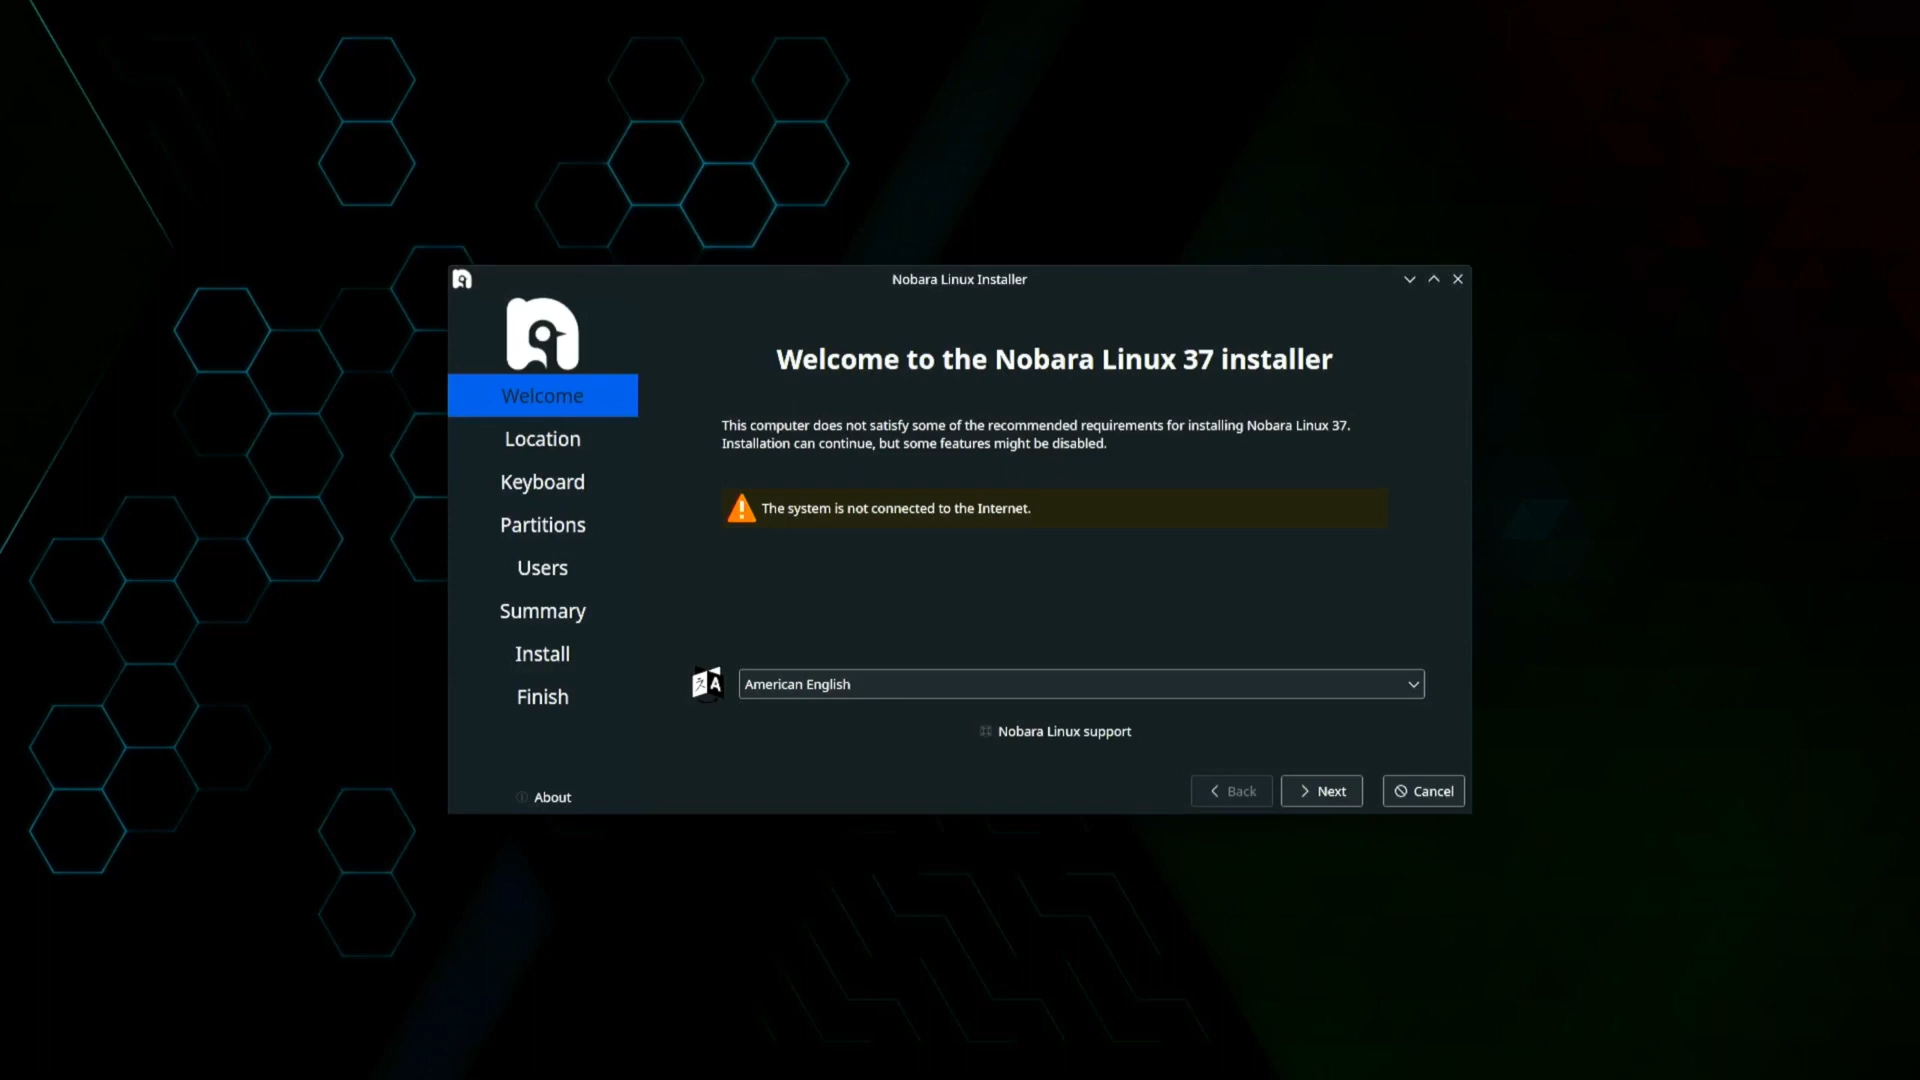 Nobara Linux Installer
Welcome to the Nobara Linux 37 installer
Welcome
Location
Keyboard
Partitions
Users
Summary
Install
Finish
About
This computer does not satisfy some of the recommended requirements for installing Nobara Linux 37.
Installation can continue, but some features might be disabled.
The system is not connected to the Internet.
American English
Nobara Linux support
Back
Next
Cancel